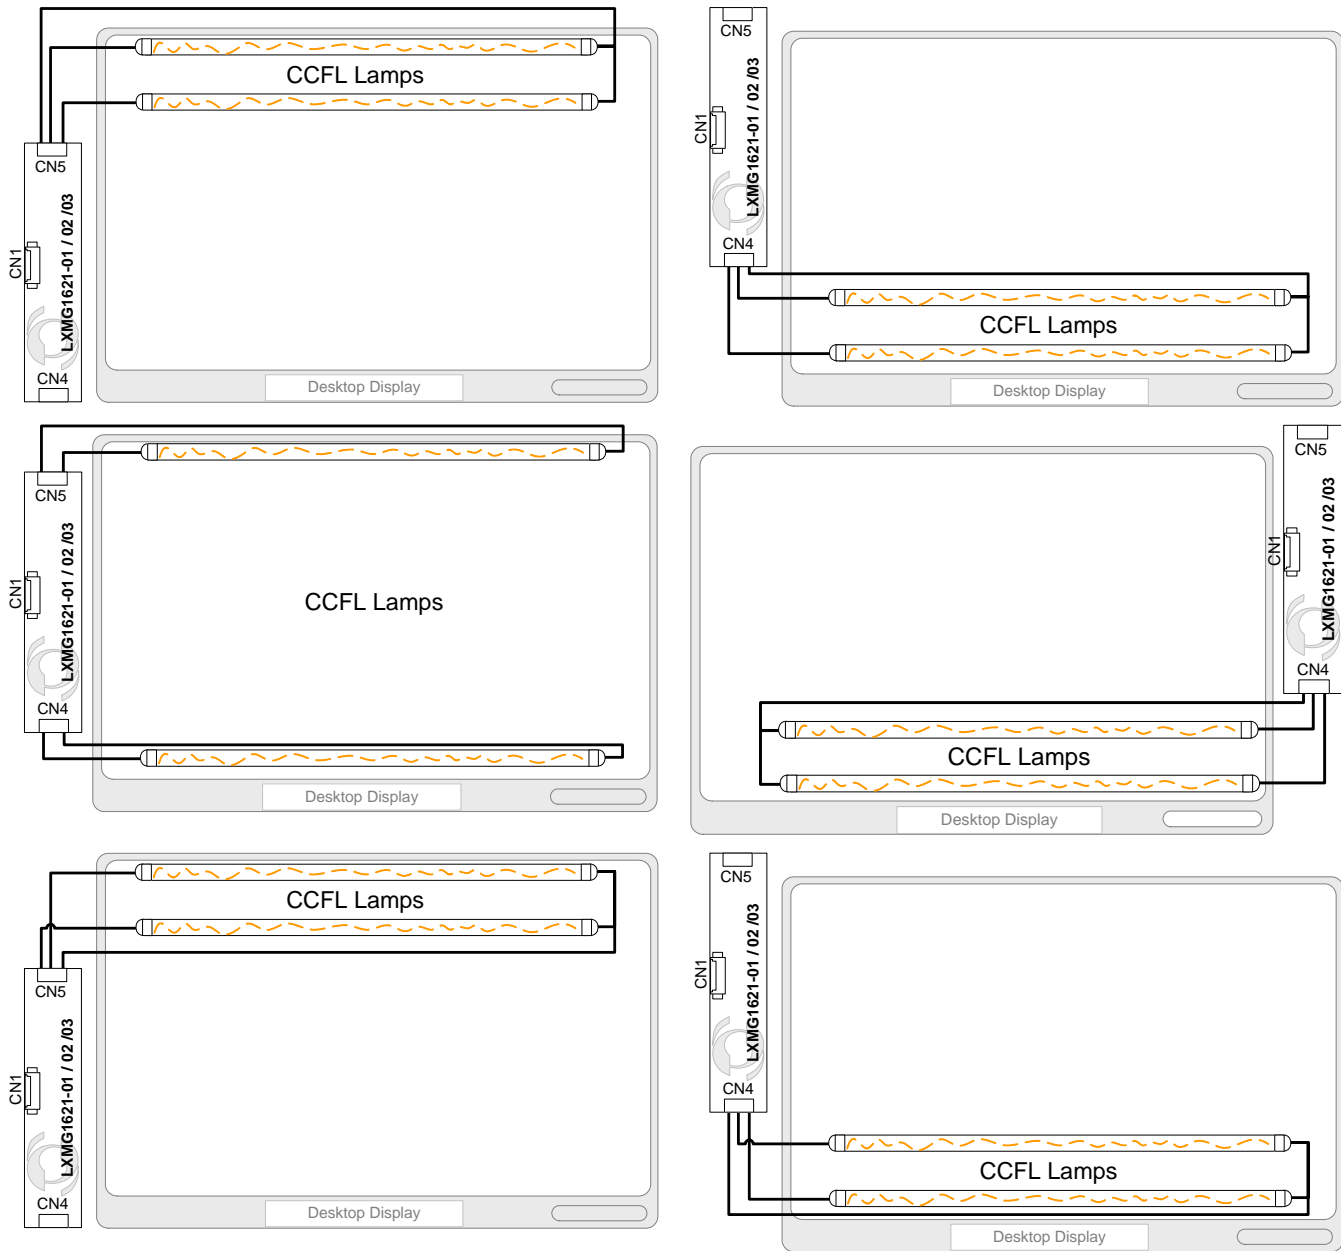 CCFL Lamps
CN5
CN1
LXMG1621-01 / 02 /03
CN4
Desktop Display
CN5
CN1
LXMG1621-01 / 02 /03
CN4
CCFL Lamps
Desktop Display
CN5
CN1
LXMG1621-01 / 02 /03
CCFL Lamps
CN4
Desktop Display
CN5
CN1
LXMG1621-01 / 02 /03
CN4
CCFL Lamps
Desktop Display
CCFL Lamps
CN5
CN1
LXMG1621-01 / 02 /03
CN4
Desktop Display
CN5
CN1
LXMG1621-01 / 02 /03
CN4
CCFL Lamps
Desktop Display